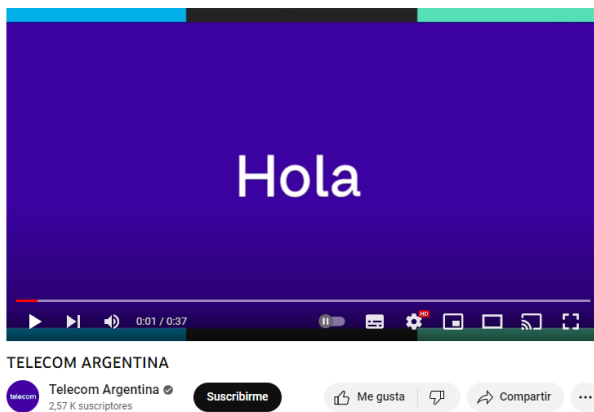 Hola
HD
0:01 / 0:37
TELECOM ARGENTINA
telecom
Telecom Argentina
2,57 K suscriptores
Suscribirme
Me gusta
Compartir